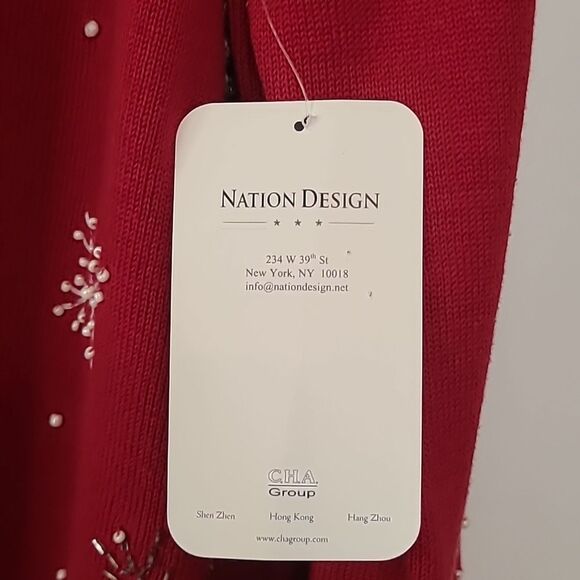 NATION DESIGN
234 W 39th St
New York, NY 10018
info@nationdesign.net
C.H.A.
Group
Shen Zhen Hong Kong Hang Zhou
www.chagroup.com